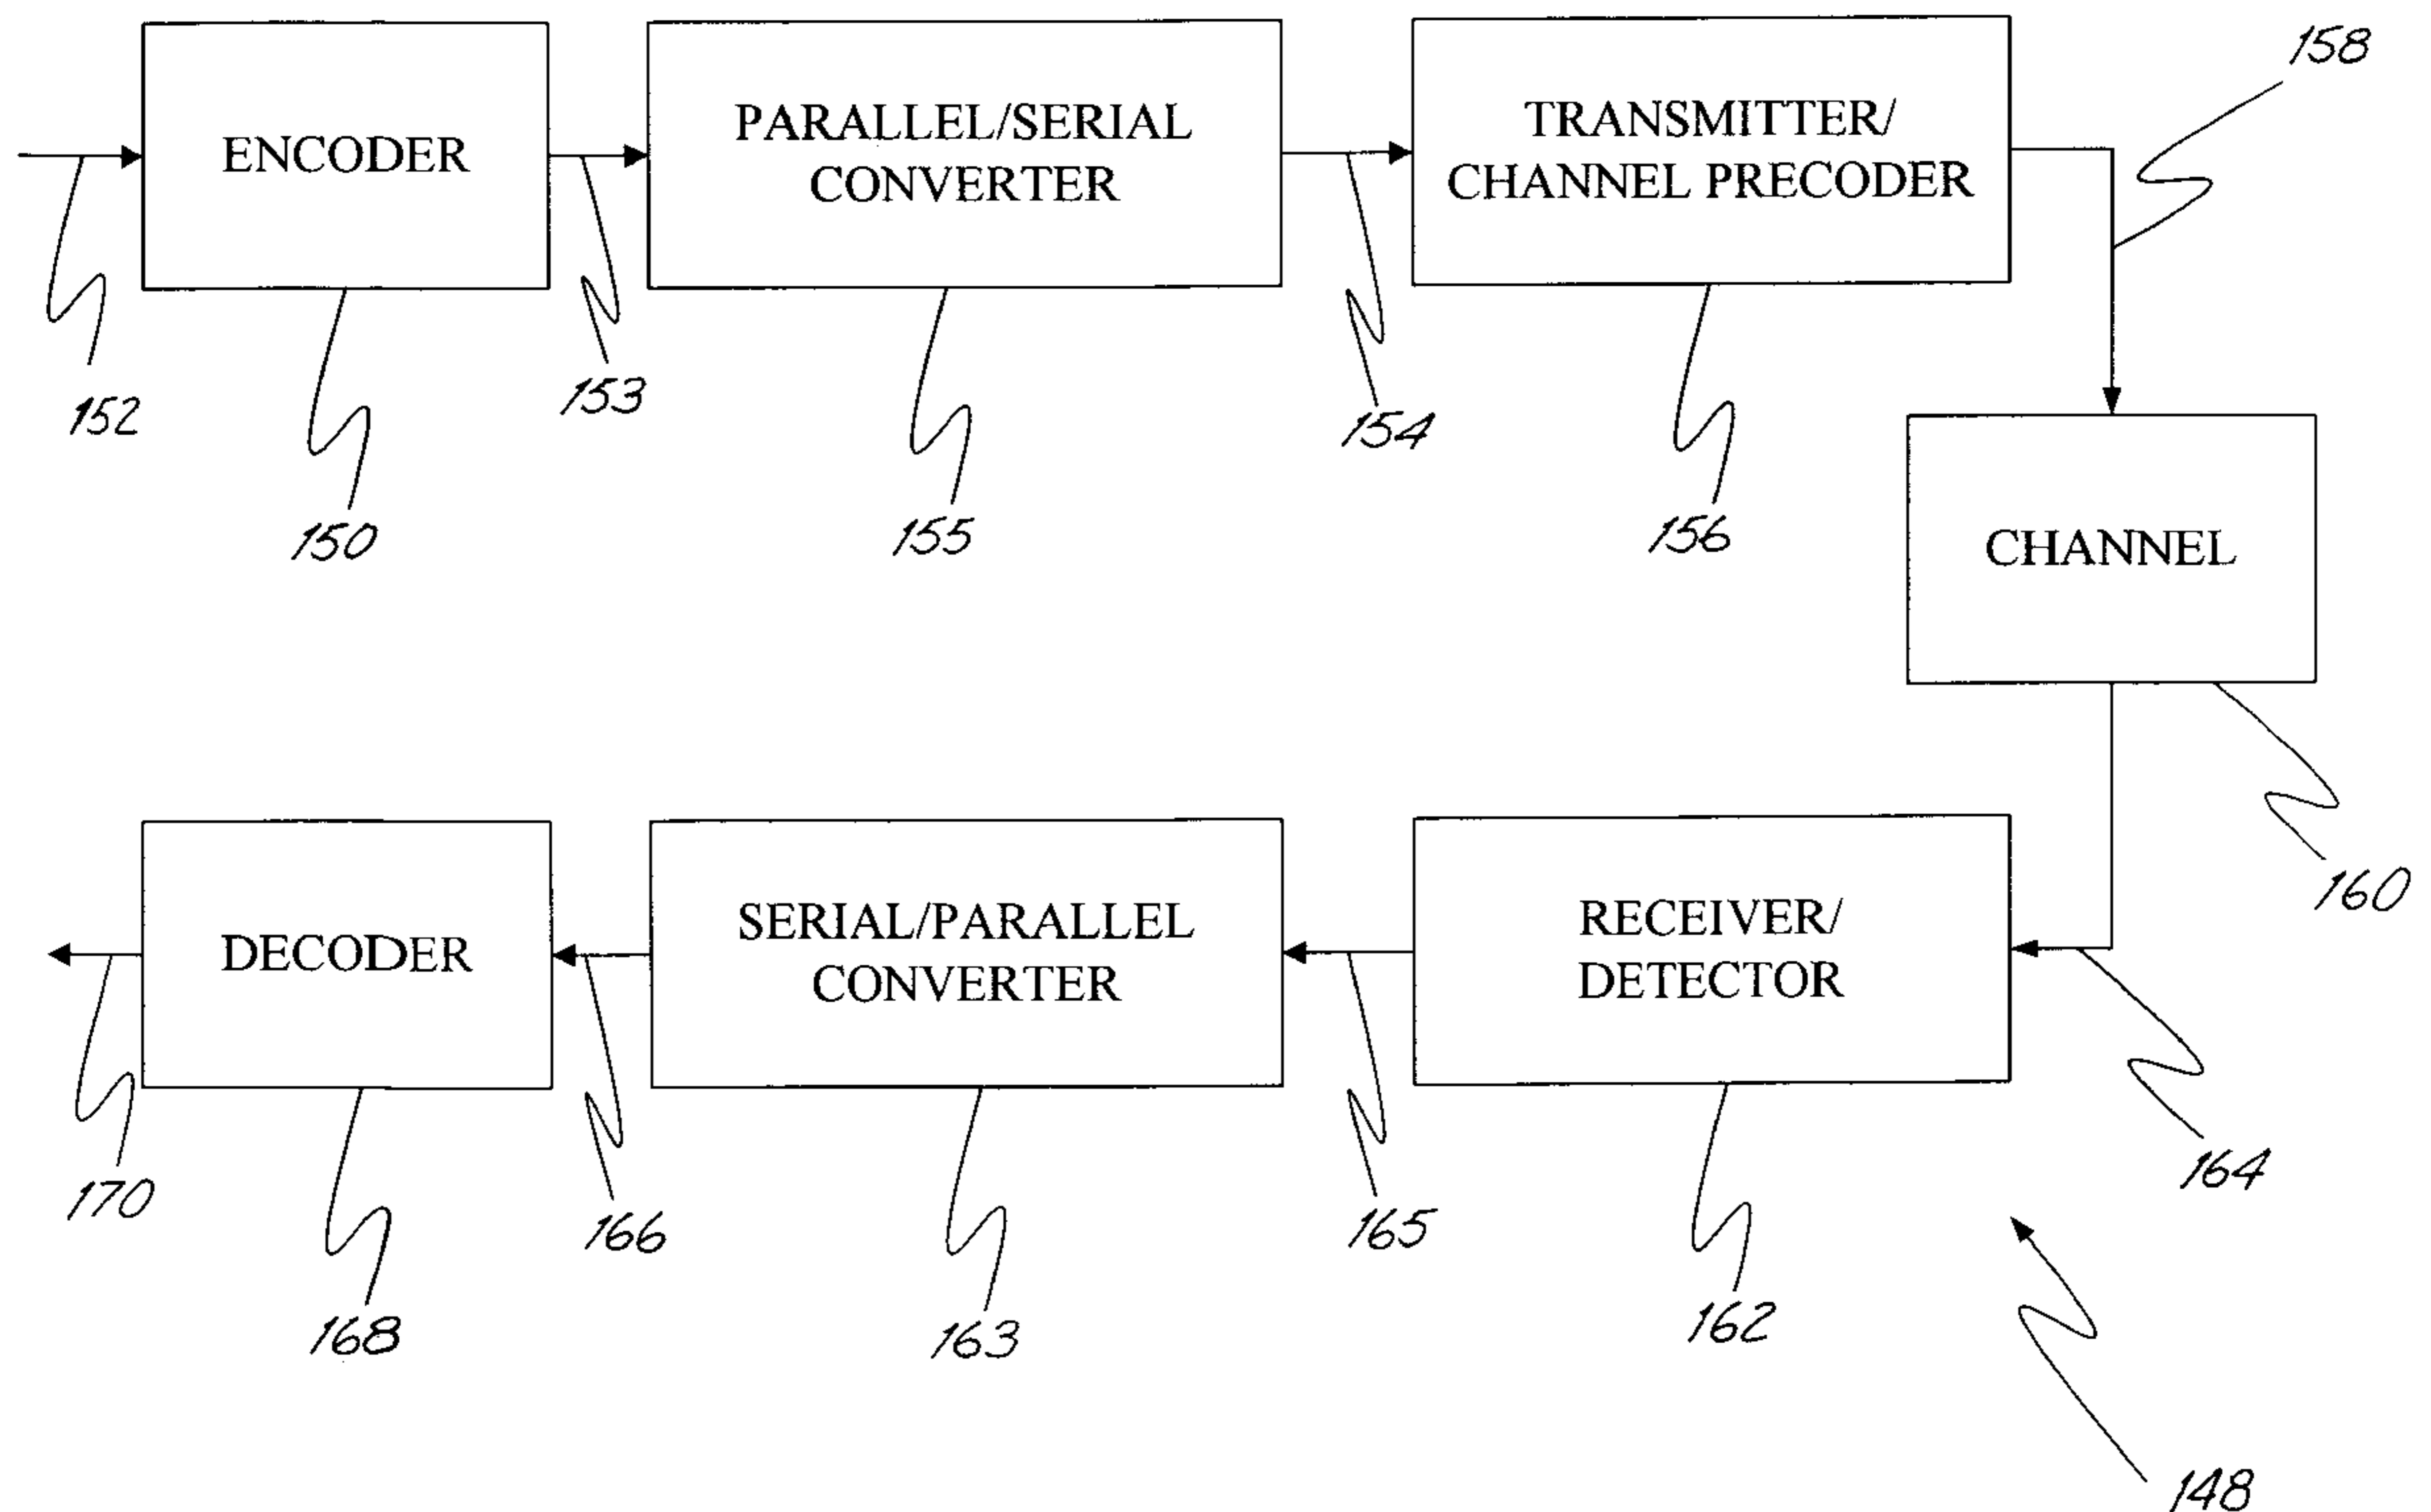 158
ENCODER
PARALLEL/SERIAL
CONVERTER
TRANSMITTER/
CHANNEL PRECODER
152
153
154
150
155
156
CHANNEL
160
DECODER
SERIAL/PARALLEL
CONVERTER
RECEIVER/
DETECTOR
164
170
166
165
168
163
162
148